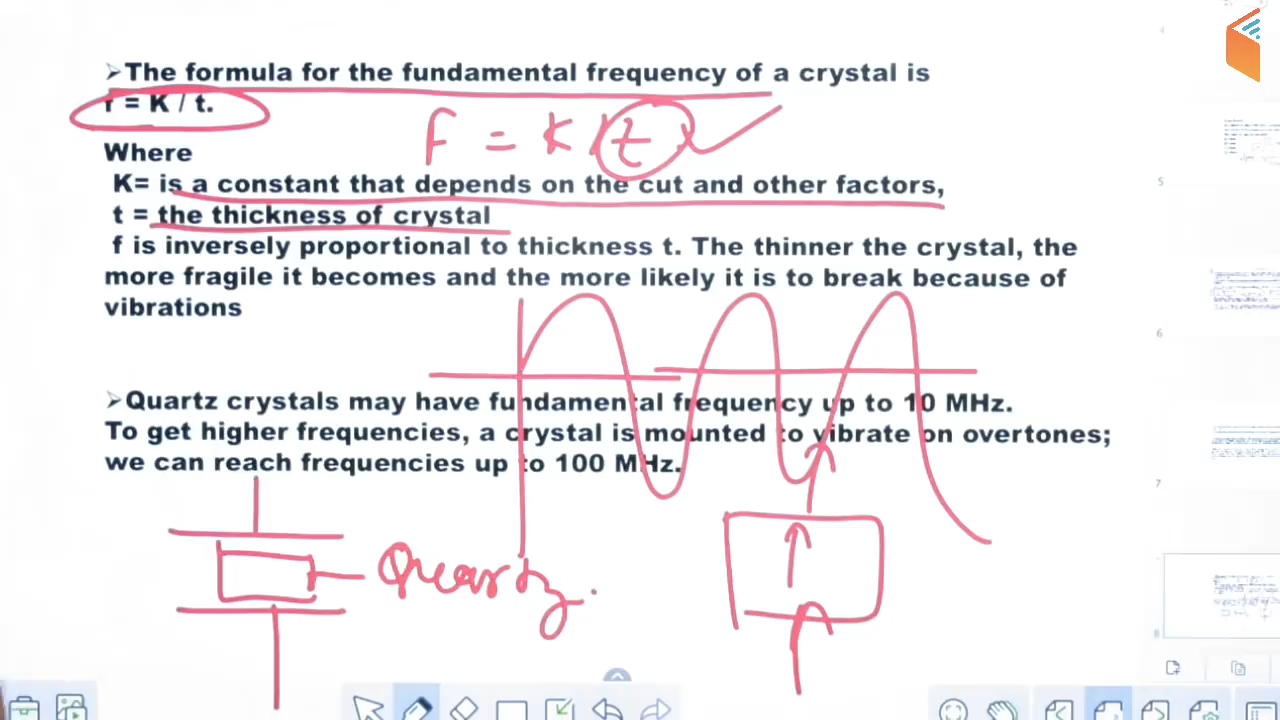 ➢The formula for the fundamental frequency of a crystal is
f = K / t.
F = K / t
Where
K= is a constant that depends on the cut and other factors,
t = the thickness of crystal
f is inversely proportional to thickness t. The thinner the crystal, the
more fragile it becomes and the more likely it is to break because of
vibrations
➢Quartz crystals may have fundamental frequency up to 10 MHz.
To get higher frequencies, a crystal is mounted to vibrate on overtones;
we can reach frequencies up to 100 MHz.
Quartz
5
6
7
8